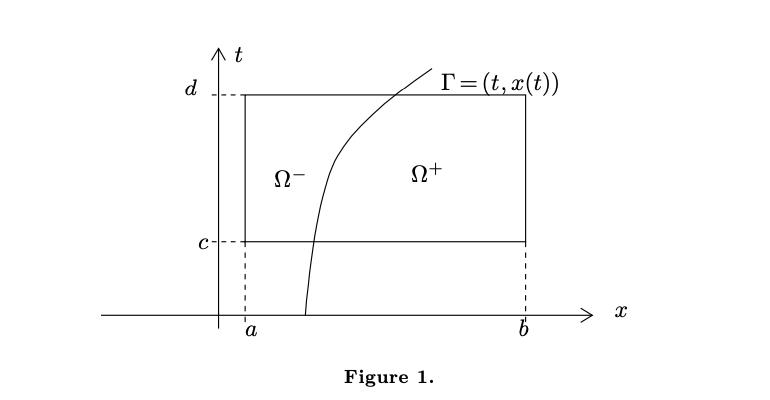 t
d
Γ = (t, x(t))
Ω⁻
Ω⁺
c
x
a
b
Figure 1.